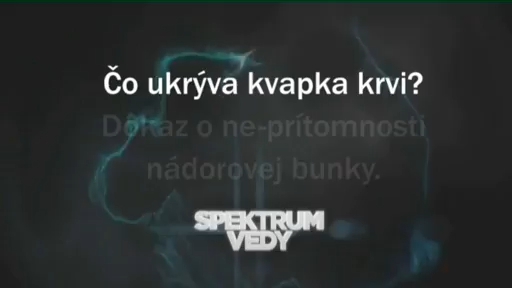 Čo ukrýva kvapka krvi?
Dôkaz o ne-prítomnosti
nádorovej bunky.
SPEKTRUM
VEDY